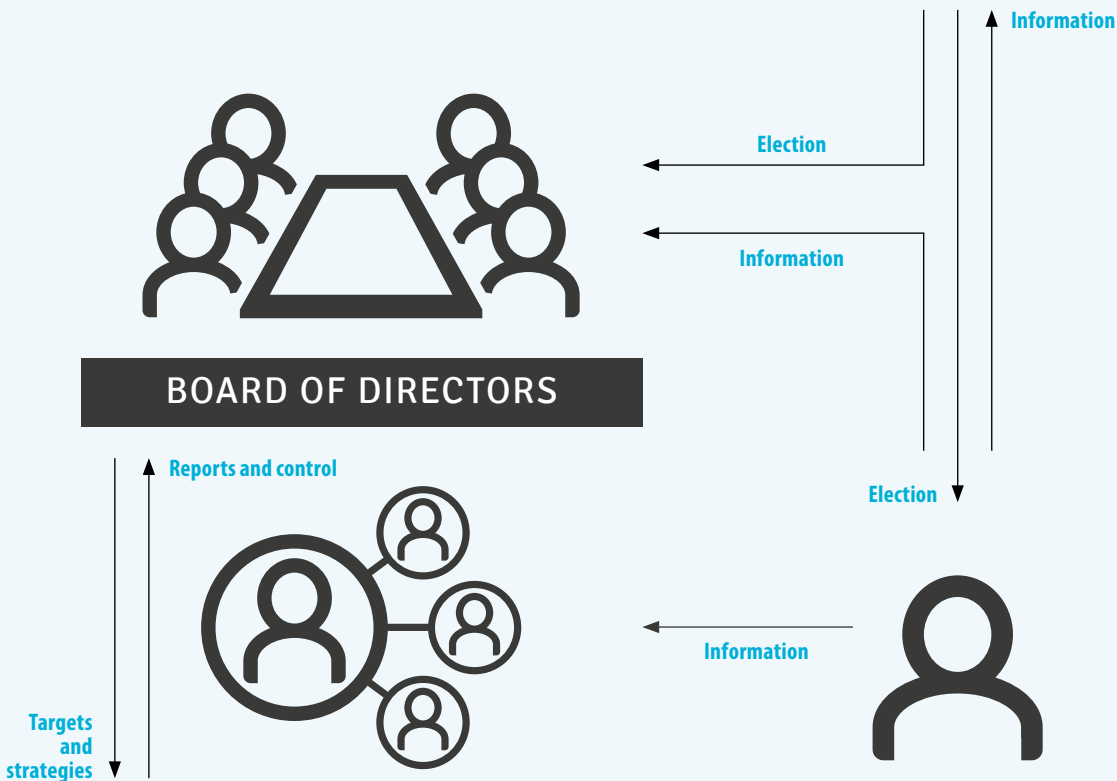 Information
Election
Information
BOARD OF DIRECTORS
Reports and control
Election
Information
Targets
and
strategies